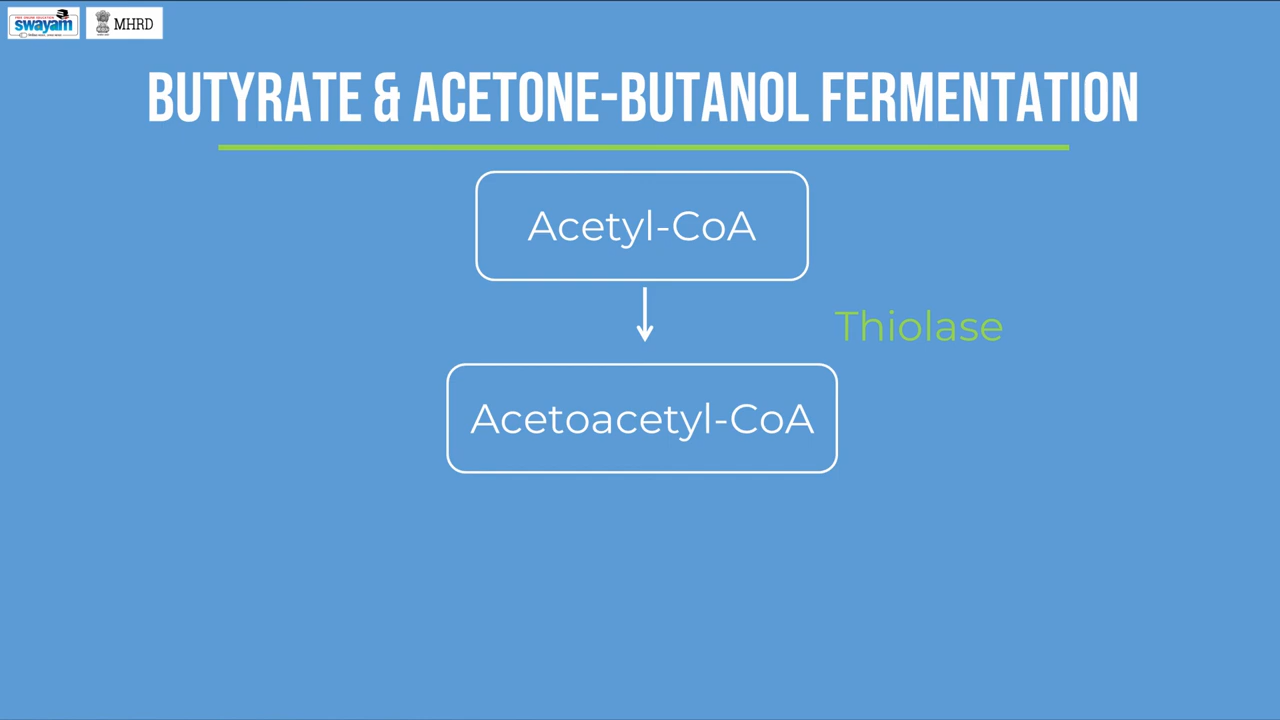 swayam
MHRD
BUTYRATE & ACETONE-BUTANOL FERMENTATION
Acetyl-CoA
Thiolase
Acetoacetyl-CoA